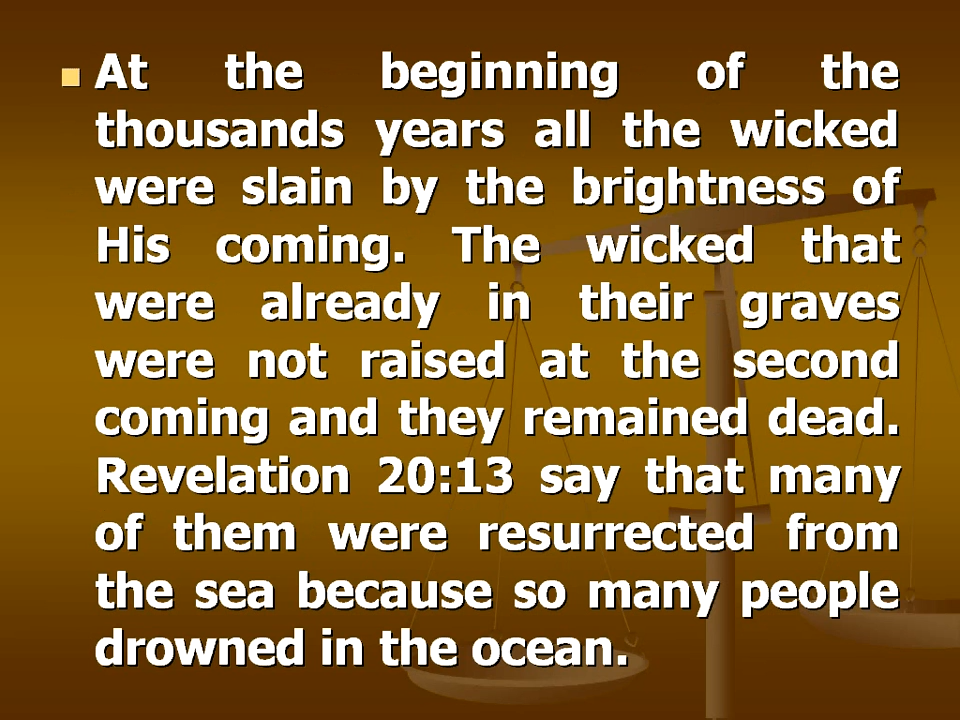 At the beginning of the
thousands years all the wicked
were slain by the brightness of
His coming. The wicked that
were already in their graves
were not raised at the second
coming and they remained dead.
Revelation 20:13 say that many
of them were resurrected from
the sea because so many people
drowned in the ocean.